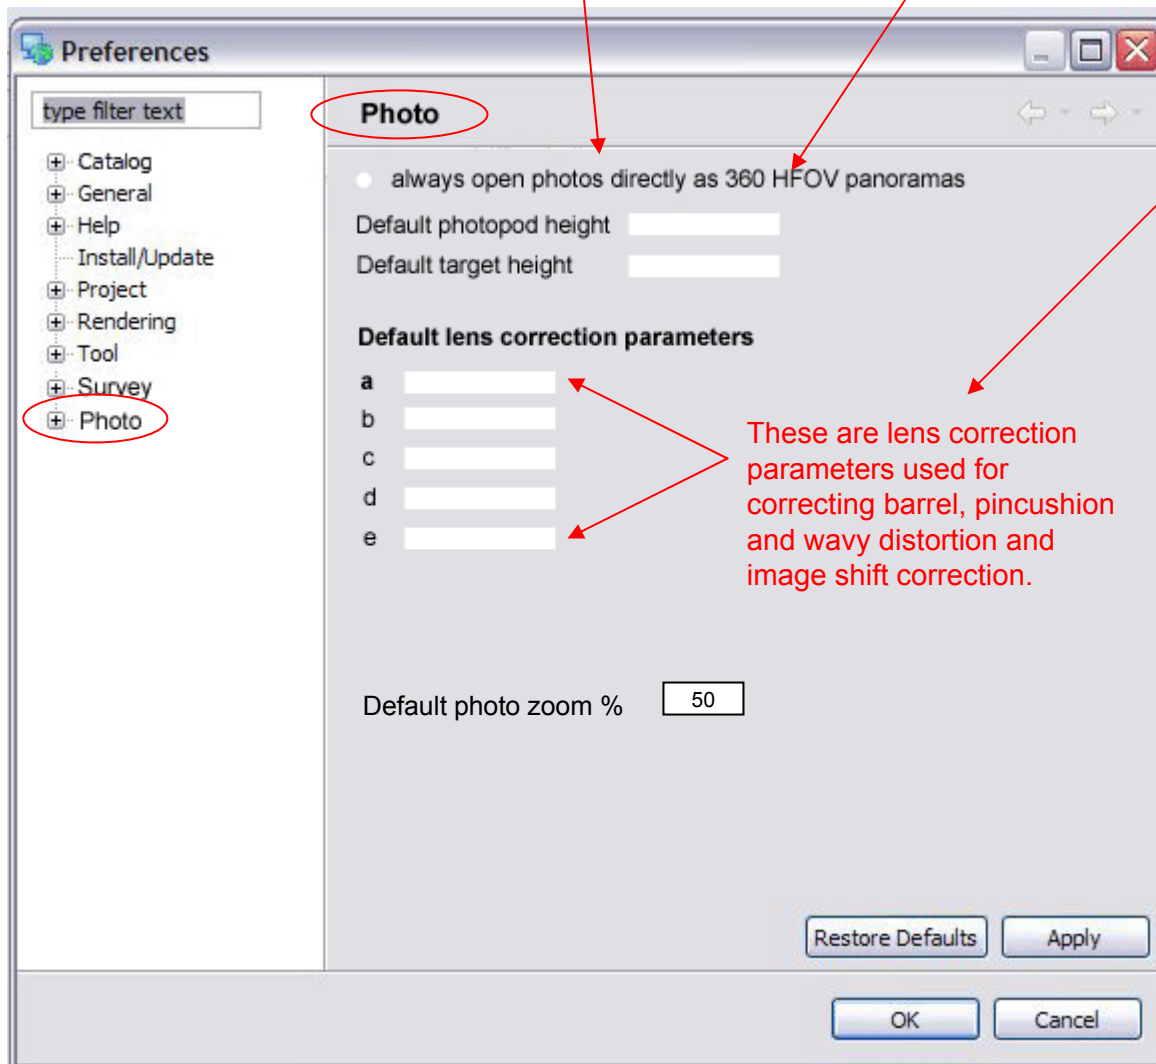 Preferences
type filter text
Catalog
General
Help
Install/Update
Project
Rendering
Tool
Survey
Photo
Photo
always open photos directly as 360 HFOV panoramas
Default photopod height
Default target height
Default lens correction parameters
a
b
c
d
e
These are lens correction
parameters used for
correcting barrel, pincushion
and wavy distortion and
image shift correction.
Default photo zoom % 50
Restore Defaults Apply
OK Cancel